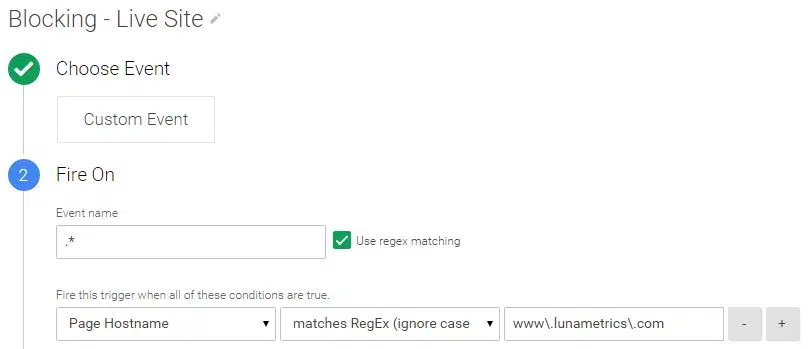 Blocking - Live Site
Choose Event
Custom Event
2 Fire On
Event name
.*
Use regex matching
Fire this trigger when all of these conditions are true.
Page Hostname matches RegEx (ignore case www\.lunametrics\.com - +